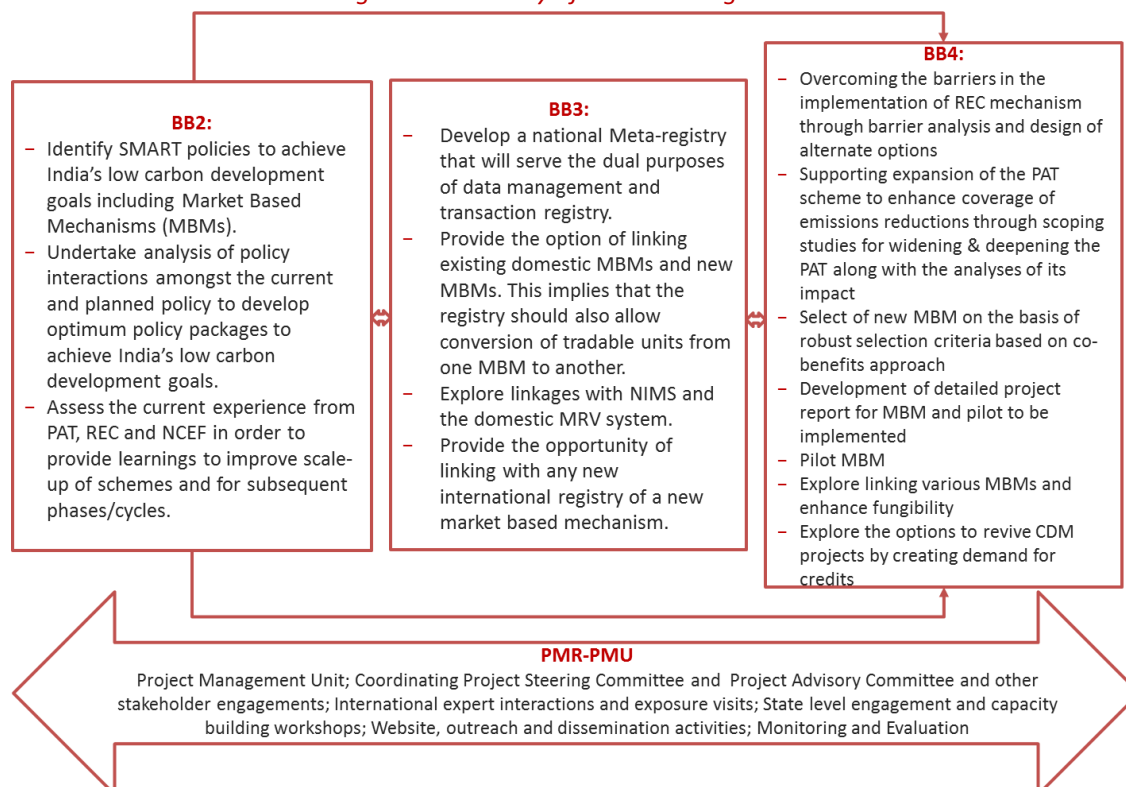 BB2:
– Identify SMART policies to achieve
India's low carbon development
goals including Market Based
Mechanisms (MBMs).
– Undertake analysis of policy
interactions amongst the current
and planned policy to develop
optimum policy packages to
achieve India's low carbon
development goals.
– Assess the current experience from
PAT, REC and NCEF in order to
provide learnings to improve scale-
up of schemes and for subsequent
phases/cycles.
BB3:
– Develop a national Meta-registry
that will serve the dual purposes
of data management and
transaction registry.
– Provide the option of linking
existing domestic MBMs and new
MBMs. This implies that the
registry should also allow
conversion of tradable units from
one MBM to another.
– Explore linkages with NIMS and
the domestic MRV system.
– Provide the opportunity of
linking with any new
international registry of a new
market based mechanism.
BB4:
– Overcoming the barriers in the
implementation of REC mechanism
through barrier analysis and design of
alternate options
– Supporting expansion of the PAT
scheme to enhance coverage of
emissions reductions through scoping
studies for widening & deepening the
PAT along with the analyses of its
impact
– Select of new MBM on the basis of
robust selection criteria based on co-
benefits approach
– Development of detailed project
report for MBM and pilot to be
implemented
– Pilot MBM
– Explore linking various MBMs and
enhance fungibility
– Explore the options to revive CDM
projects by creating demand for
credits
PMR-PMU
Project Management Unit; Coordinating Project Steering Committee and Project Advisory Committee and other
stakeholder engagements; International expert interactions and exposure visits; State level engagement and capacity
building workshops; Website, outreach and dissemination activities; Monitoring and Evaluation